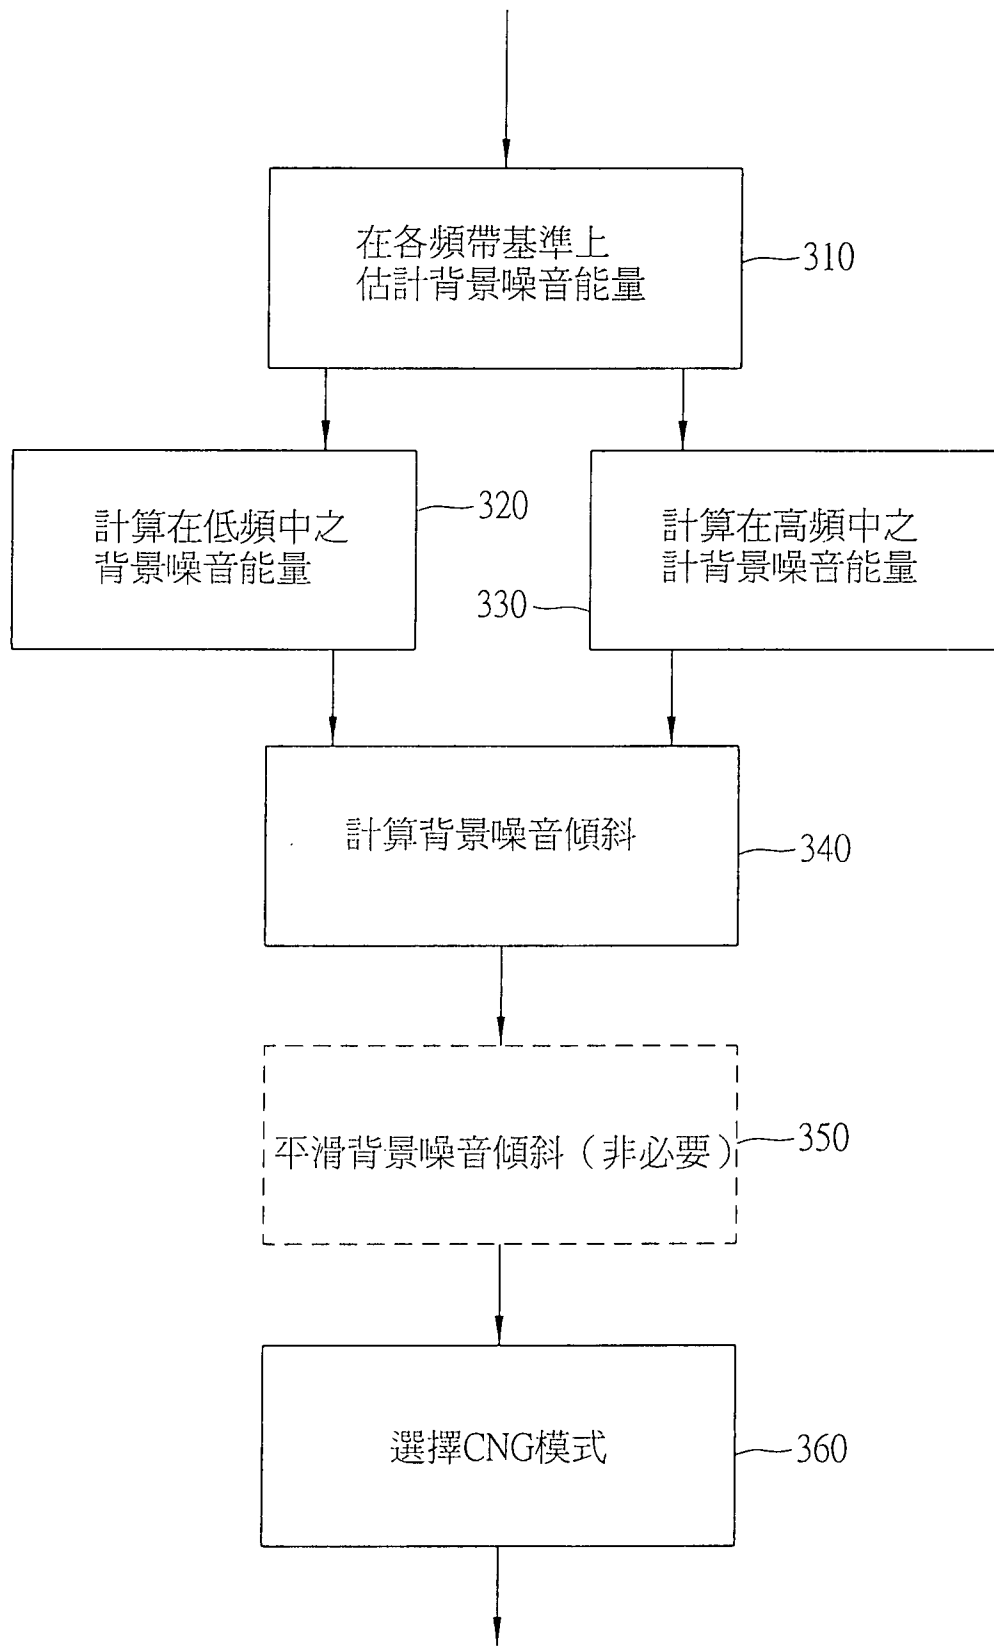 在各頻帶基準上
估計背景噪音能量
310
計算在低頻中之
背景噪音能量
320
計算在高頻中之
計背景噪音能量
330
計算背景噪音傾斜
340
平滑背景噪音傾斜（非必要）
350
選擇CNG模式
360